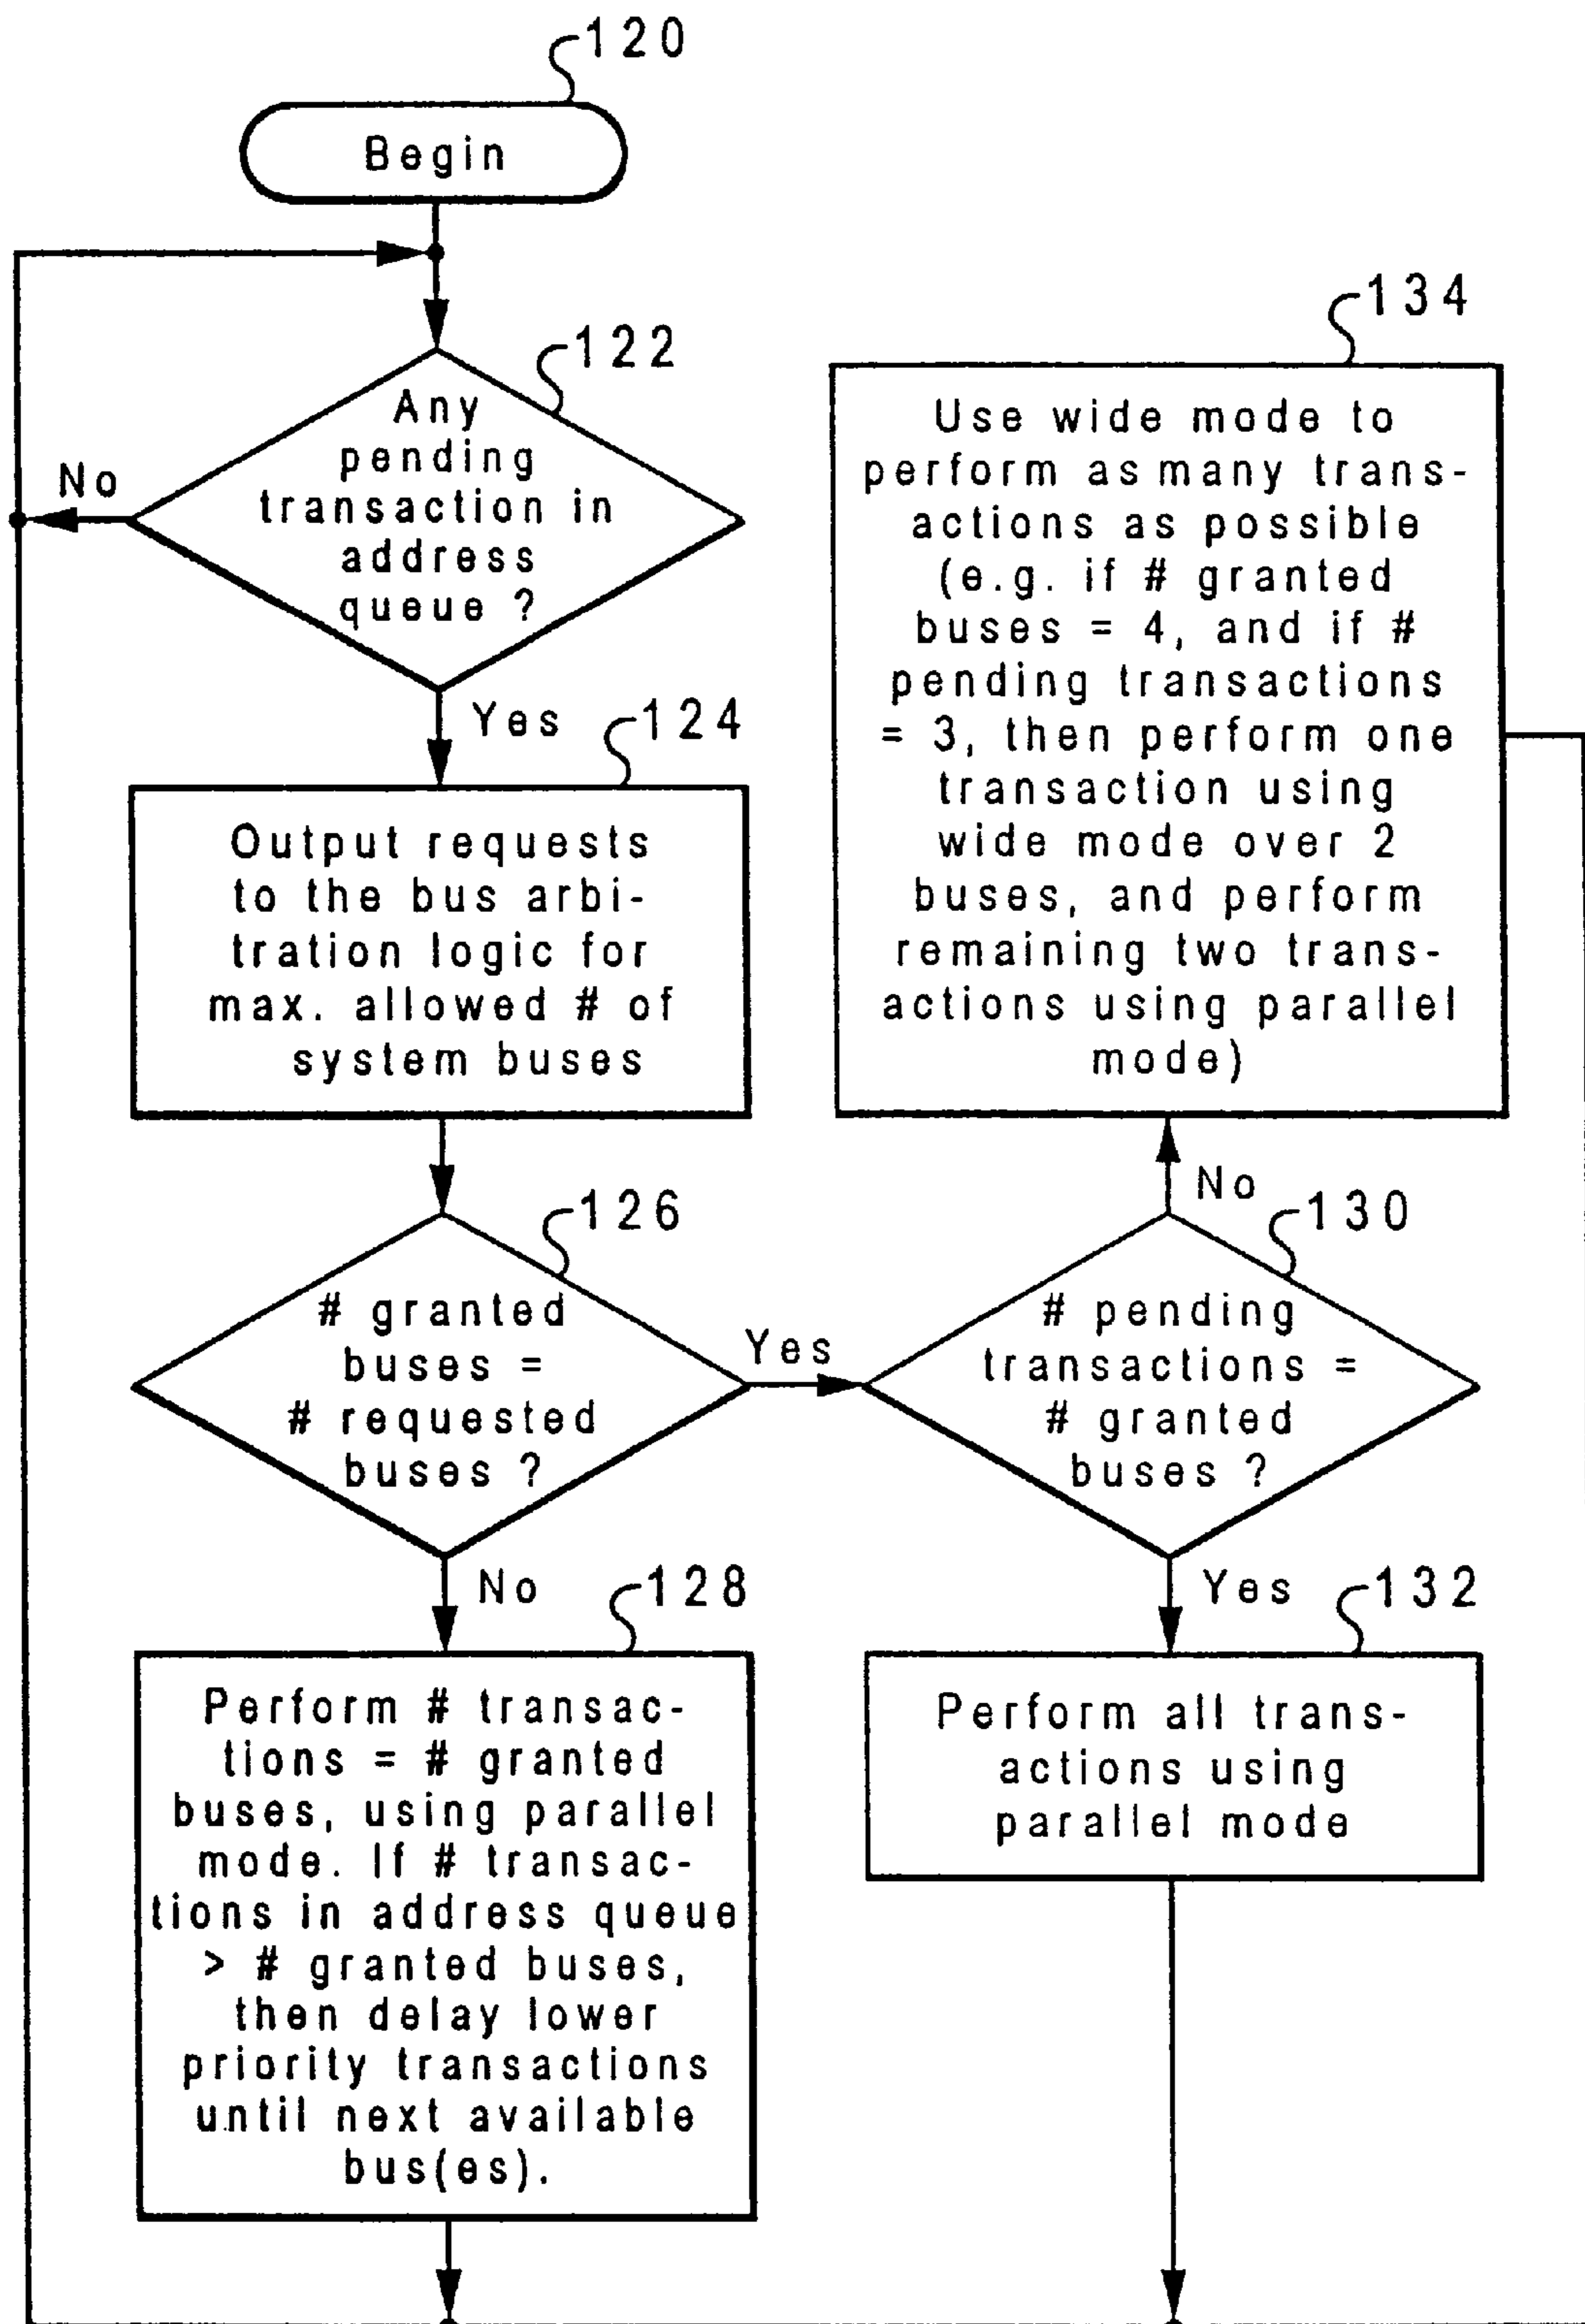 120
Begin
122
Any
pending
transaction in
address
queue ?
No
Yes
124
Output requests
to the bus arbi-
tration logic for
max. allowed # of
system buses
126
# granted
buses =
# requested
buses ?
Yes
No
128
Perform # transac-
tions = # granted
buses, using parallel
mode. If # transac-
tions in address queue
> # granted buses,
then delay lower
priority transactions
until next available
bus(es).
130
# pending
transactions =
# granted
buses ?
No
Yes
134
Use wide mode to
perform as many trans-
actions as possible
(e.g. if # granted
buses = 4, and if #
pending transactions
= 3, then perform one
transaction using
wide mode over 2
buses, and perform
remaining two trans-
actions using parallel
mode)
132
Perform all trans-
actions using
parallel mode